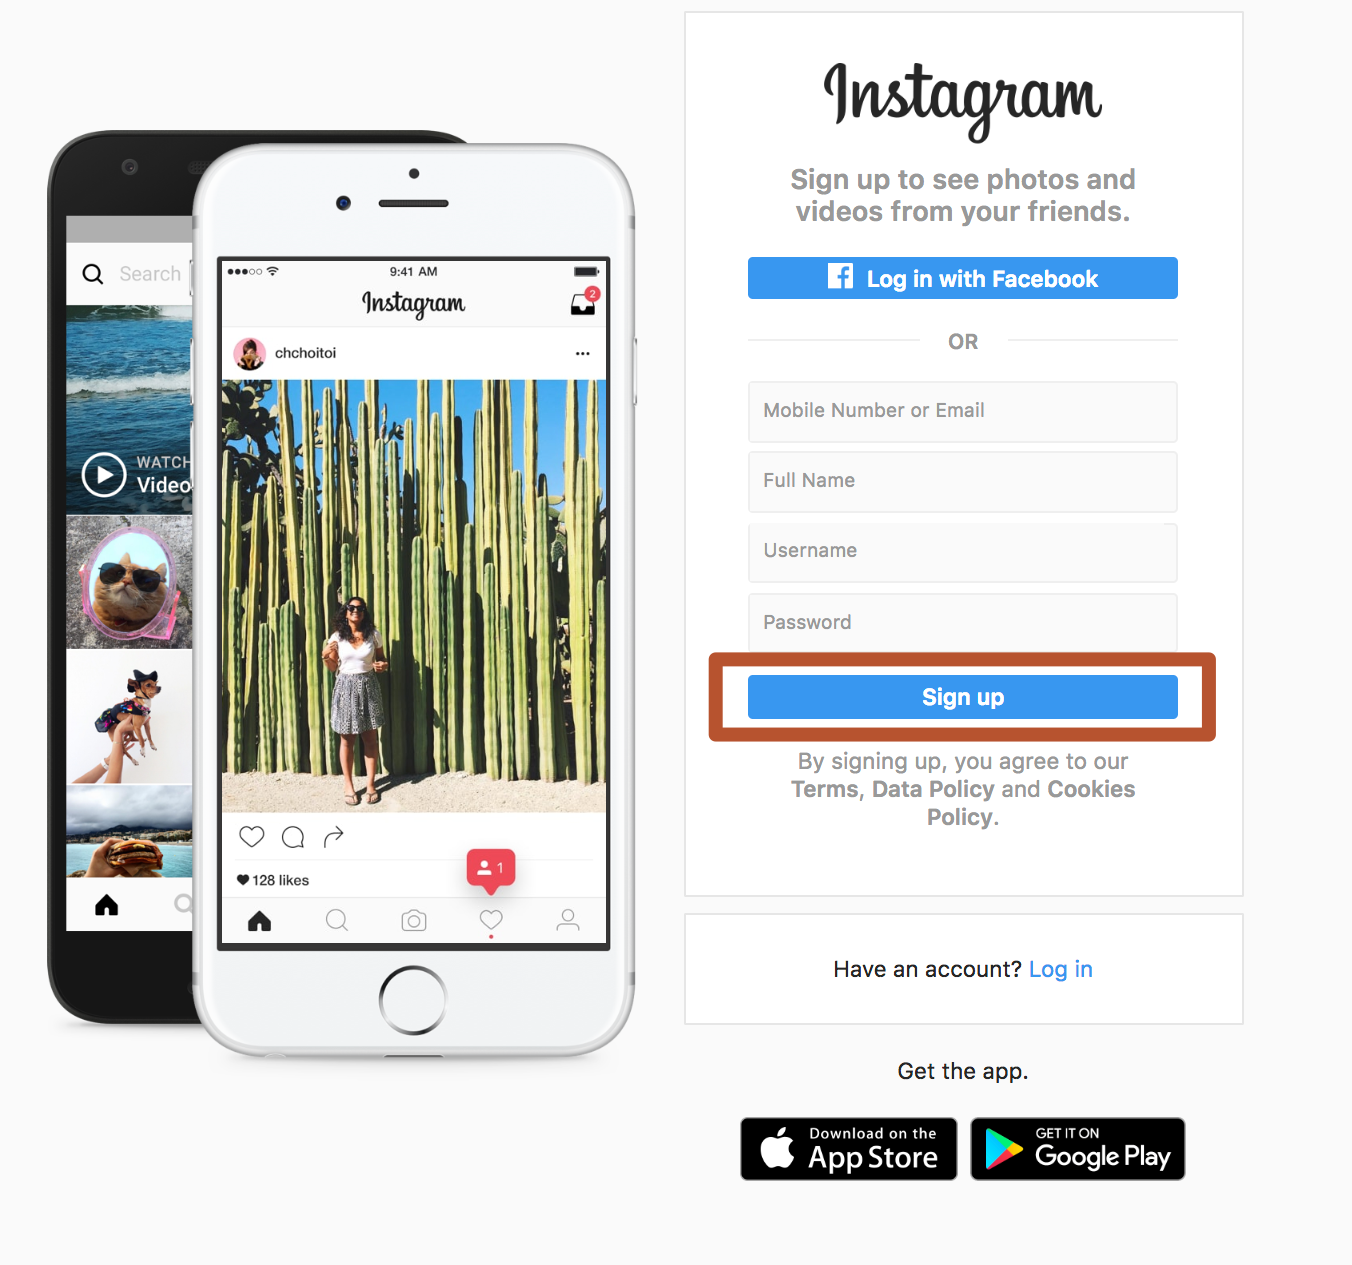 Instagram
Sign up to see photos and
videos from your friends.
Log in with Facebook
OR
Mobile Number or Email
Full Name
Username
Password
Sign up
By signing up, you agree to our
Terms, Data Policy and Cookies
Policy.
Have an account? Log in
Get the app.
Download on the
App Store
GET IT ON
Google Play
Search
WATCH
Video
9:41 AM
Instagram
2
chchoitoi
1
128 likes